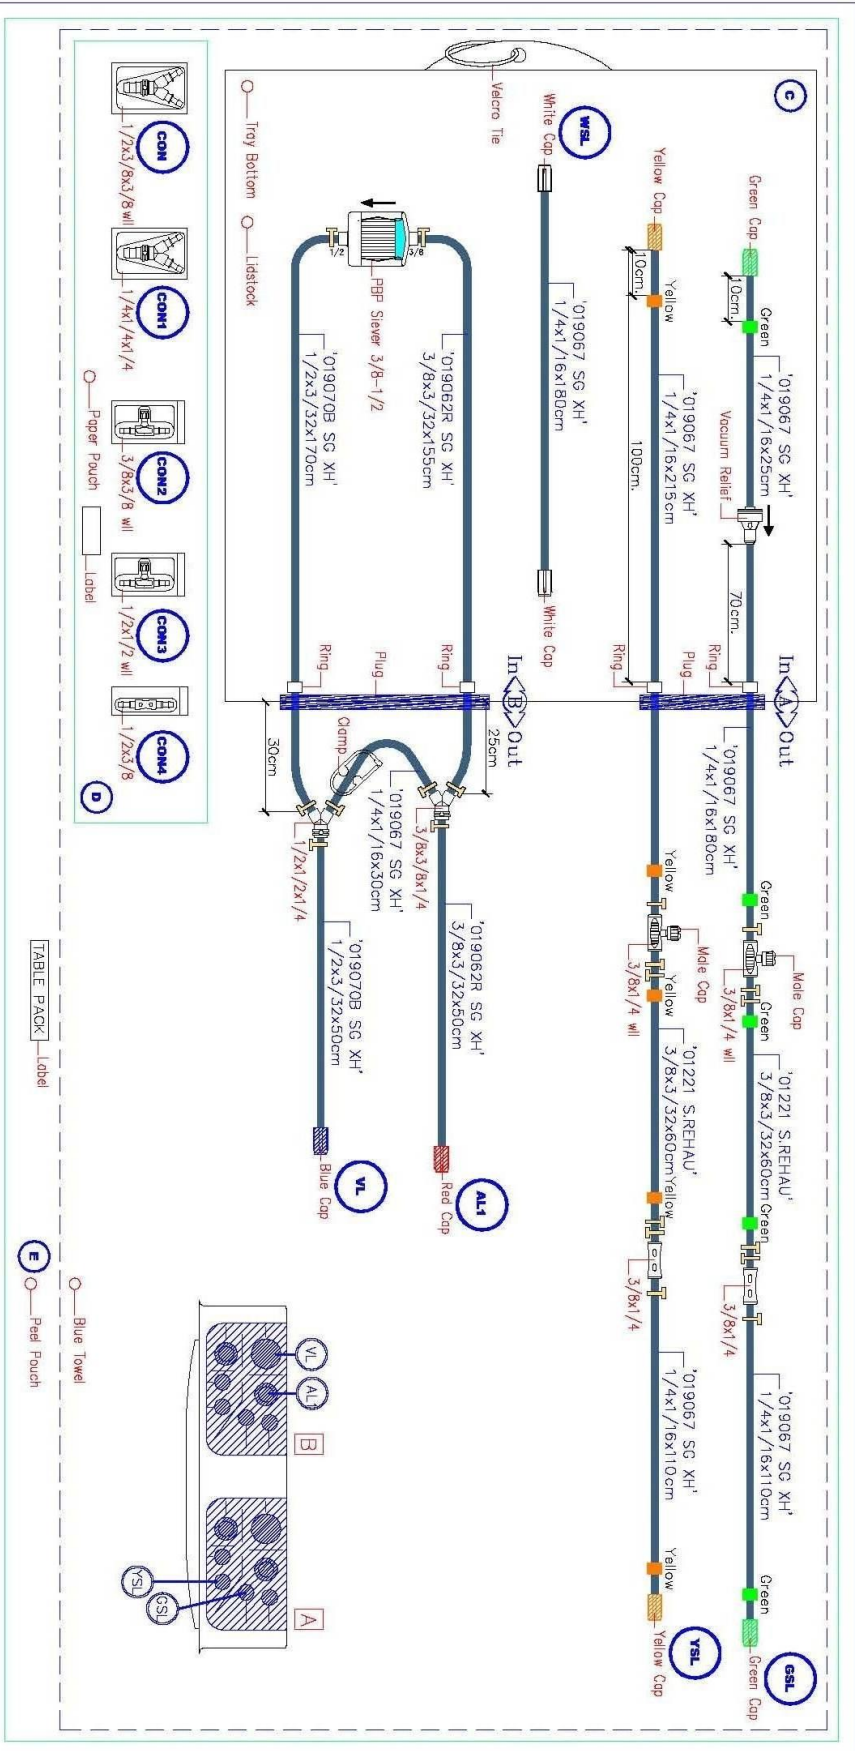 C
Velcro Tie
Tray Bottom
Lidstock
GSL
Green Cap
10cm.
Green
'019067 SG XH'
1/4x1/16x25cm
Vacuum Relief
70cm.
Ring
Plug
In A Out
'019067 SG XH'
1/4x1/16x180cm
Green
Male Cap
3/8x1/4 wll
Green
'01221 S.REHAU'
3/8x3/32x60cm
Green
3/8x1/4
'019067 SG XH'
1/4x1/16x110cm
Green
Green Cap
YSL
Yellow Cap
10cm.
Yellow
'019067 SG XH'
1/4x1/16x215cm
100cm.
Ring
Yellow
Male Cap
3/8x1/4 wll
Yellow
'01221 S.REHAU'
3/8x3/32x60cm
Yellow
3/8x1/4
'019067 SG XH'
1/4x1/16x110cm
Yellow
Yellow Cap
WSL
White Cap
'019067 SG XH'
1/4x1/16x180cm
White Cap
In B Out
3/8
1/2
PBP Siever 3/8-1/2
'019062R SG XH'
3/8x3/32x155cm
'019070B SG XH'
1/2x3/32x170cm
Ring
Plug
Ring
25cm
30cm
Clamp
'019067 SG XH'
1/4x1/16x30cm
3/8x3/8x1/4
1/2x1/2x1/4
'019062R SG XH'
3/8x3/32x50cm
Red Cap
AL1
'019070B SG XH'
1/2x3/32x50cm
Blue Cap
VL
CON
1/2x3/8x3/8 wll
CON1
1/4x1/4x1/4
CON2
3/8x3/8 wll
CON3
1/2x1/2 wll
CON4
1/2x3/8
Paper Pouch
Label
D
TABLE PACK
Label
E
Peel Pouch
Blue Towel
VL
AL1
B
YSL
GSL
A